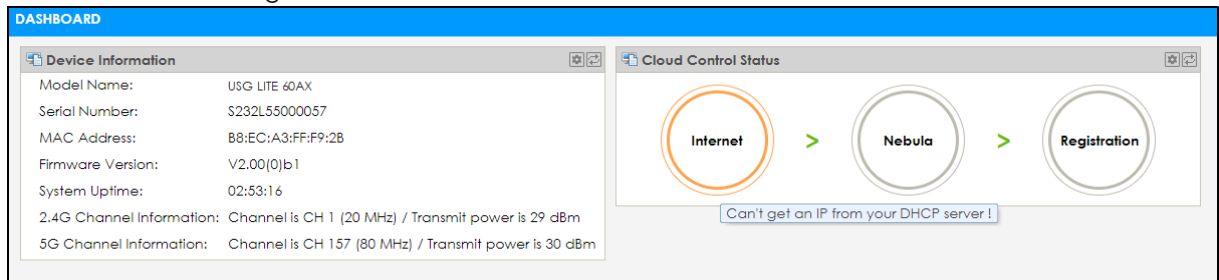 DASHBOARD
Device Information
Model Name: USG LITE 60AX
Serial Number: S232L55000057
MAC Address: B8:EC:A3:FF:F9:2B
Firmware Version: V2.00(0)b1
System Uptime: 02:53:16
2.4G Channel Information: Channel is CH 1 (20 MHz) / Transmit power is 29 dBm
5G Channel Information: Channel is CH 157 (80 MHz) / Transmit power is 30 dBm
Cloud Control Status
Internet > Nebula > Registration
Can't get an IP from your DHCP server !